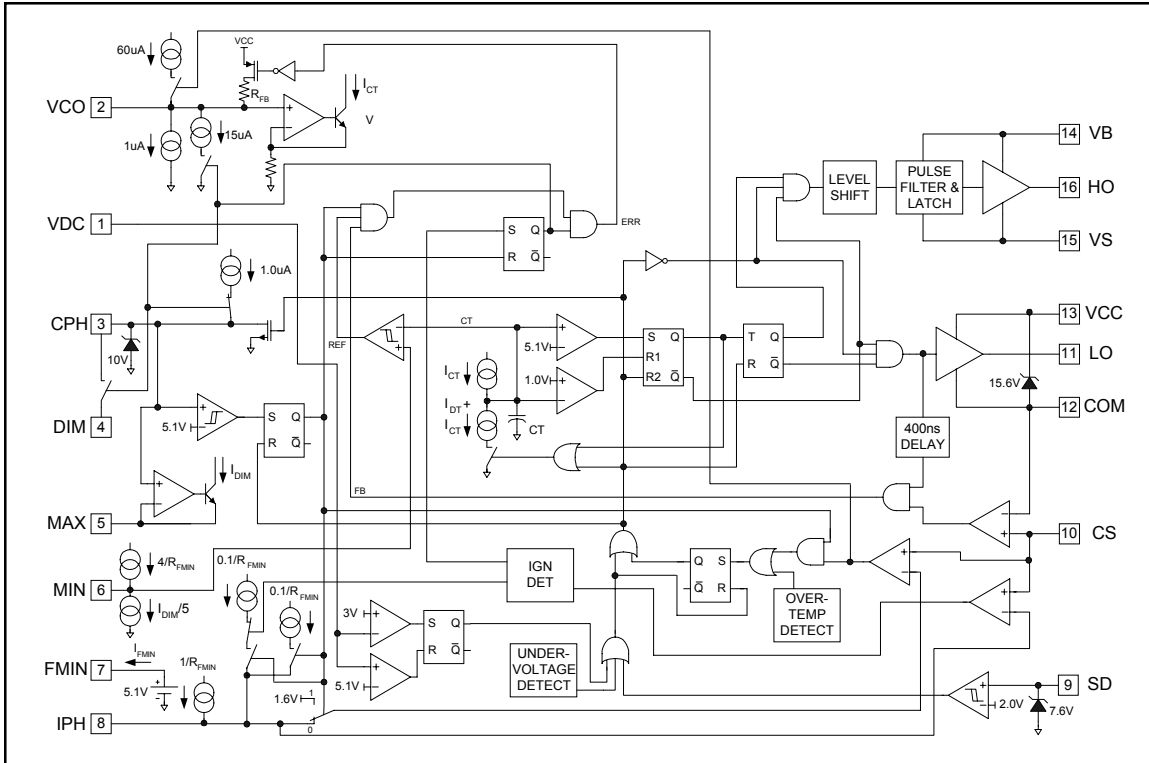 60uA
VCC
R_FB
I_CT
VCO 2
V
15uA
1uA
14 VB
LEVEL SHIFT
PULSE FILTER & LATCH
16 HO
VDC 1
ERR
S Q
R Q̅
15 VS
1.0uA
CPH 3
10V
REF
CT
5.1V
S Q
R1
R2 Q̅
T Q
R Q̅
13 VCC
11 LO
1.0V
I_CT
I_DT +
I_CT
CT
15.6V
12 COM
DIM 4
5.1V
S Q
R Q̅
400ns DELAY
I_DIM
FB
MAX 5
10 CS
4/R_FMIN
0.1/R_FMIN
MIN 6
I_DIM/5
0.1/R_FMIN
IGN DET
Q S
Q̅ R
OVER-TEMP DETECT
3V
S Q
R Q̅
5.1V
UNDER-VOLTAGE DETECT
I_FMIN
FMIN 7
1/R_FMIN
5.1V
1.6V
1
0
IPH 8
9 SD
2.0V
7.6V